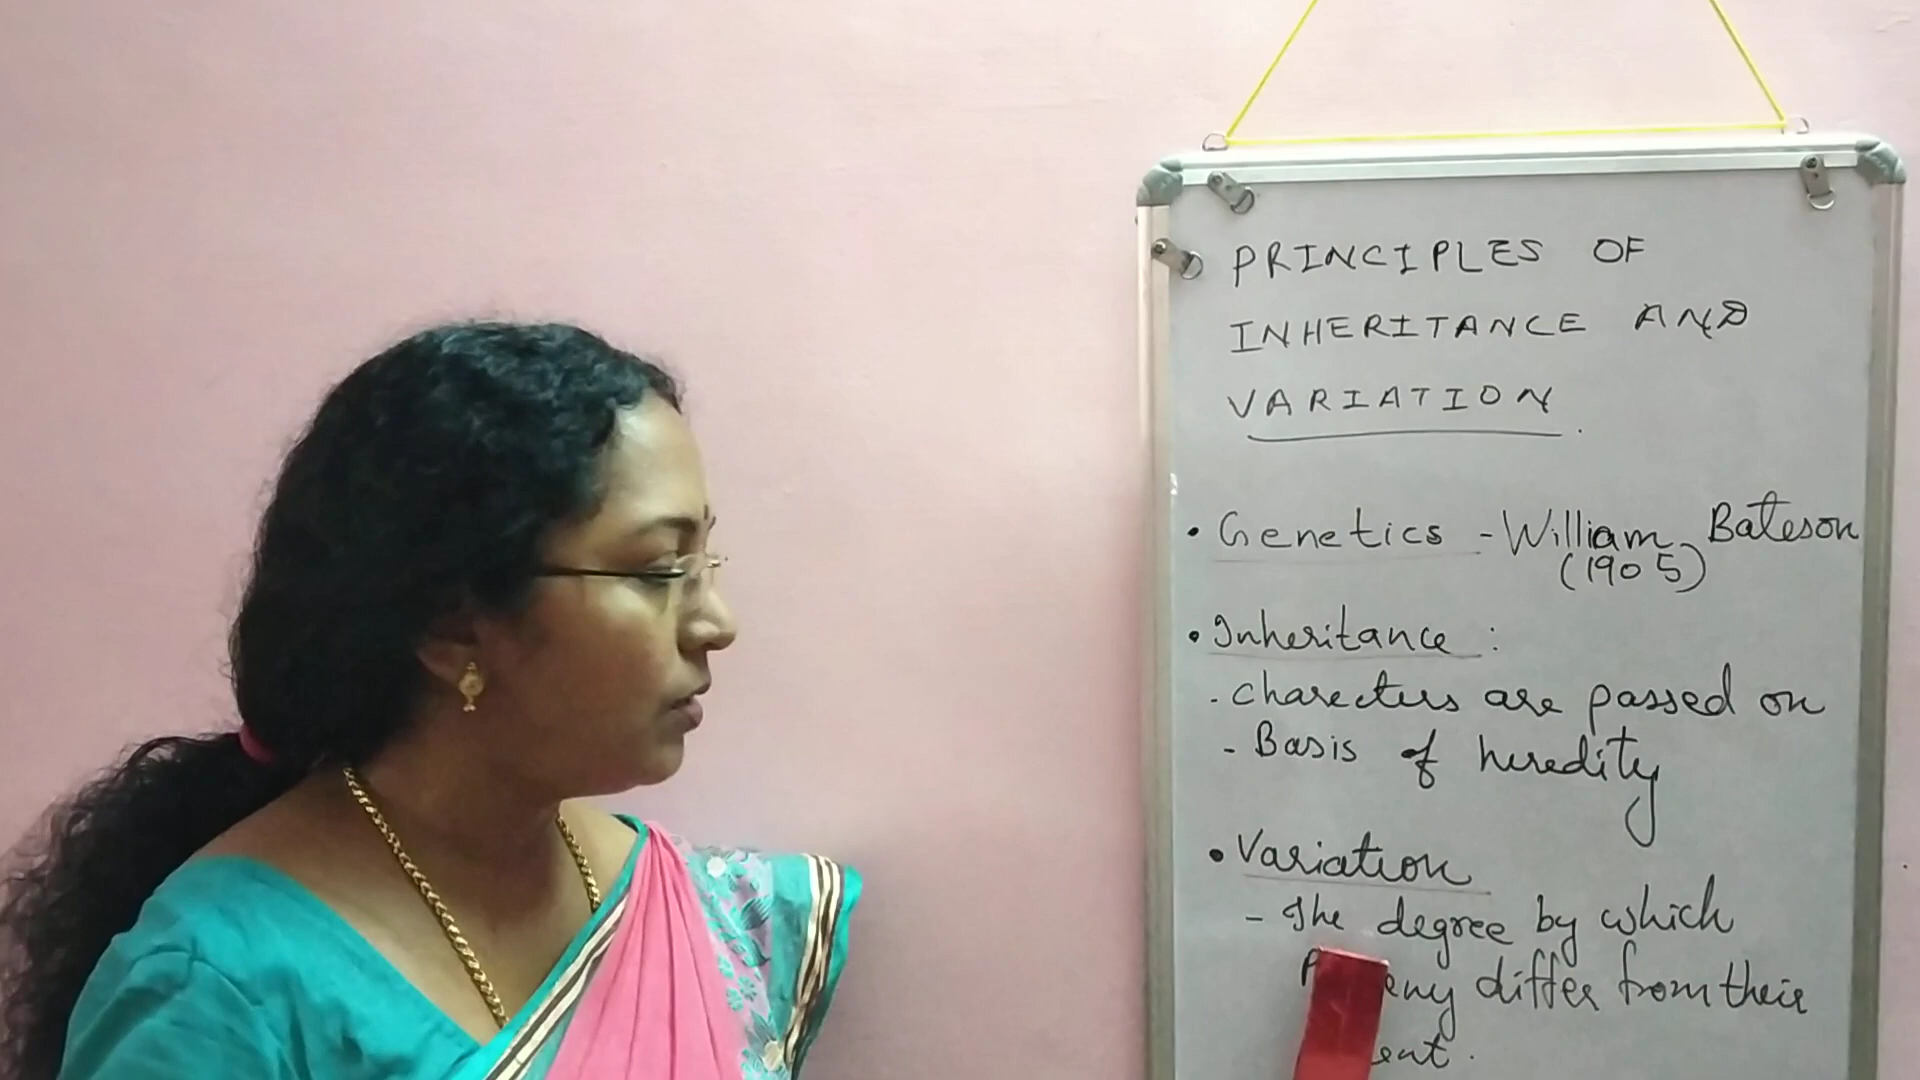 PRINCIPLES OF
INHERITANCE AND
VARIATION.
• Genetics - William Bateson
(1905)
• Inheritance :
- charecters are passed on
- Basis of heredity
• Variation
- The degree by which
differ from their